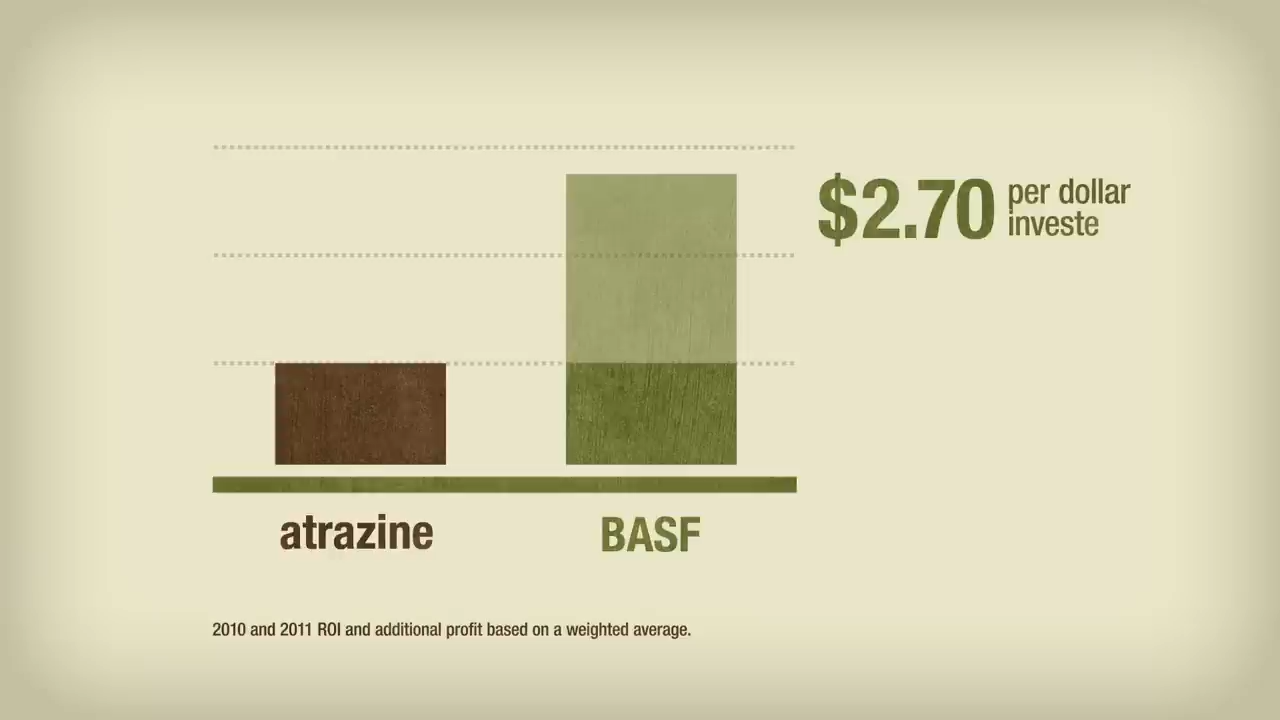 $2.70 per dollar
investe
atrazine
BASF
2010 and 2011 ROI and additional profit based on a weighted average.